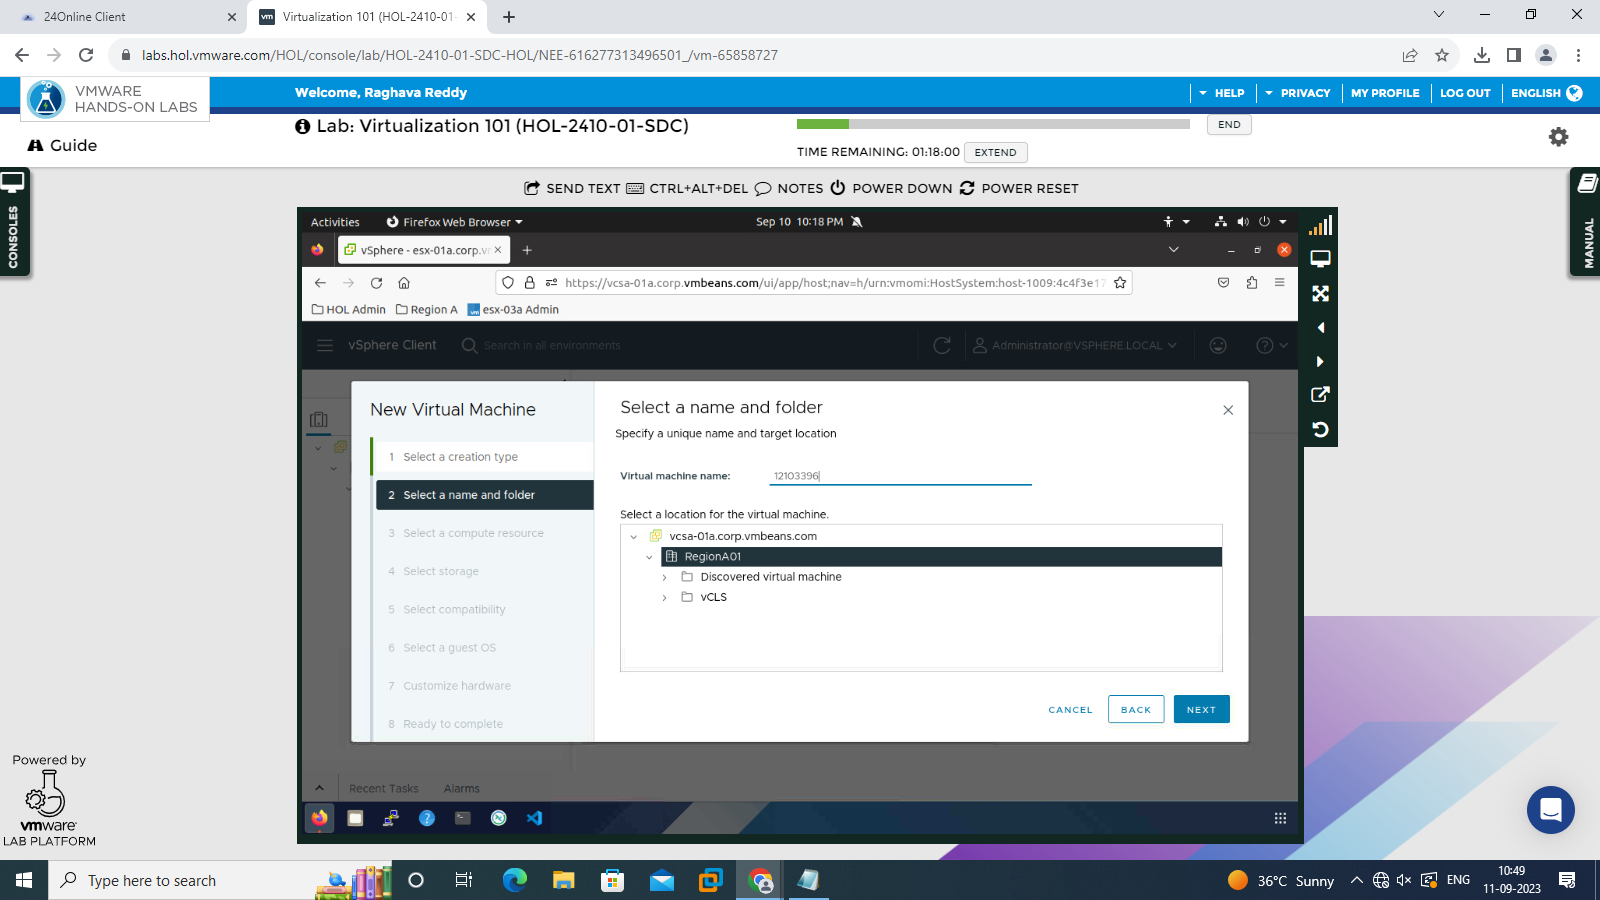 24Online Client
vm Virtualization 101 (HOL-2410-01-
labs.hol.vmware.com/HOL/console/lab/HOL-2410-01-SDC-HOL/NEE-616277313496501_/vm-65858727
VMWARE
HANDS-ON LABS
Welcome, Raghava Reddy
HELP
PRIVACY
MY PROFILE
LOG OUT
ENGLISH
Guide
Lab: Virtualization 101 (HOL-2410-01-SDC)
END
TIME REMAINING: 01:18:00 EXTEND
CONSOLES
MANUAL
SEND TEXT CTRL+ALT+DEL NOTES POWER DOWN POWER RESET
Activities Firefox Web Browser Sep 10 10:18 PM
vSphere - esx-01a.corp.v
https://vcsa-01a.corp.vmbeans.com/ui/app/host;nav=h/urn:vmomi:HostSystem:host-1009:4c4f3e17
HOL Admin Region A vm esx-03a Admin
vSphere Client Search in all environments Administrator@VSPHERE.LOCAL
New Virtual Machine
1 Select a creation type
2 Select a name and folder
3 Select a compute resource
4 Select storage
5 Select compatibility
6 Select a guest OS
7 Customize hardware
8 Ready to complete
Select a name and folder
Specify a unique name and target location
Virtual machine name: 12103396
Select a location for the virtual machine.
vcsa-01a.corp.vmbeans.com
RegionA01
Discovered virtual machine
vCLS
CANCEL BACK NEXT
Recent Tasks Alarms
Powered by
vmware
LAB PLATFORM
Type here to search
36°C Sunny
ENG
10:49
11-09-2023